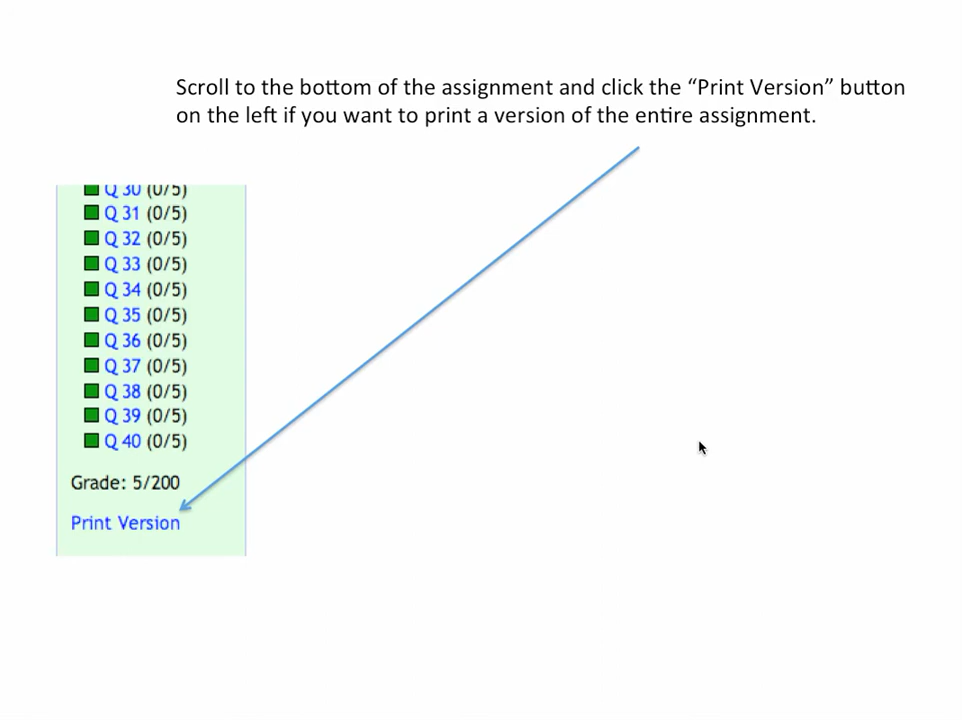 Scroll to the bottom of the assignment and click the “Print Version” button
on the left if you want to print a version of the entire assignment.
Q 30 (0/5)
Q 31 (0/5)
Q 32 (0/5)
Q 33 (0/5)
Q 34 (0/5)
Q 35 (0/5)
Q 36 (0/5)
Q 37 (0/5)
Q 38 (0/5)
Q 39 (0/5)
Q 40 (0/5)
Grade: 5/200
Print Version